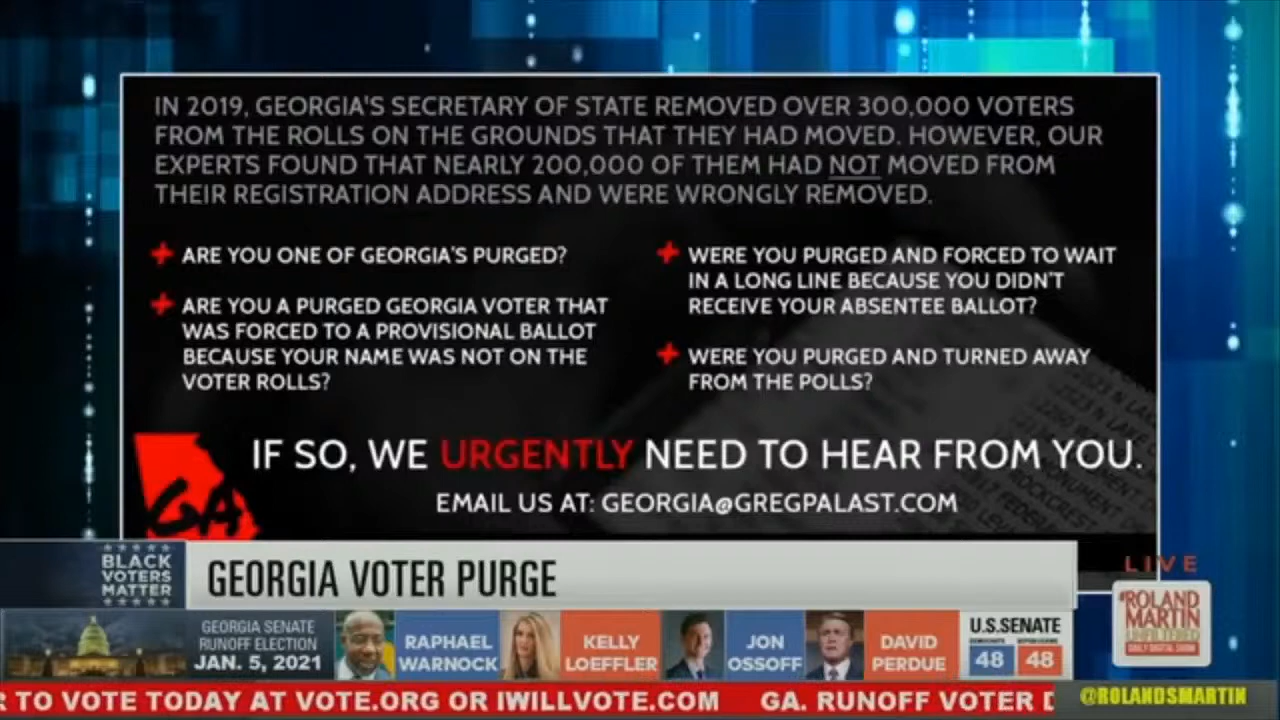 IN 2019, GEORGIA'S SECRETARY OF STATE REMOVED OVER 300,000 VOTERS
FROM THE ROLLS ON THE GROUNDS THAT THEY HAD MOVED. HOWEVER, OUR
EXPERTS FOUND THAT NEARLY 200,000 OF THEM HAD NOT MOVED FROM
THEIR REGISTRATION ADDRESS AND WERE WRONGLY REMOVED.
ARE YOU ONE OF GEORGIA'S PURGED?
ARE YOU A PURGED GEORGIA VOTER THAT
WAS FORCED TO A PROVISIONAL BALLOT
BECAUSE YOUR NAME WAS NOT ON THE
VOTER ROLLS?
WERE YOU PURGED AND FORCED TO WAIT
IN A LONG LINE BECAUSE YOU DIDN'T
RECEIVE YOUR ABSENTEE BALLOT?
WERE YOU PURGED AND TURNED AWAY
FROM THE POLLS?
GA
IF SO, WE URGENTLY NEED TO HEAR FROM YOU.
EMAIL US AT: GEORGIA@GREGPALAST.COM
BLACK
VOTERS
MATTER
GEORGIA VOTER PURGE
LIVE
#ROLAND
MARTIN
UNFILTERED
DAILY DIGITAL SHOW
GEORGIA SENATE
RUNOFF ELECTION
JAN. 5, 2021
RAPHAEL
WARNOCK
KELLY
LOEFFLER
JON
OSSOFF
DAVID
PERDUE
U.S. SENATE
48 48
R TO VOTE TODAY AT VOTE.ORG OR IWILLVOTE.COM GA. RUNOFF VOTER D
@ROLANDSMARTIN